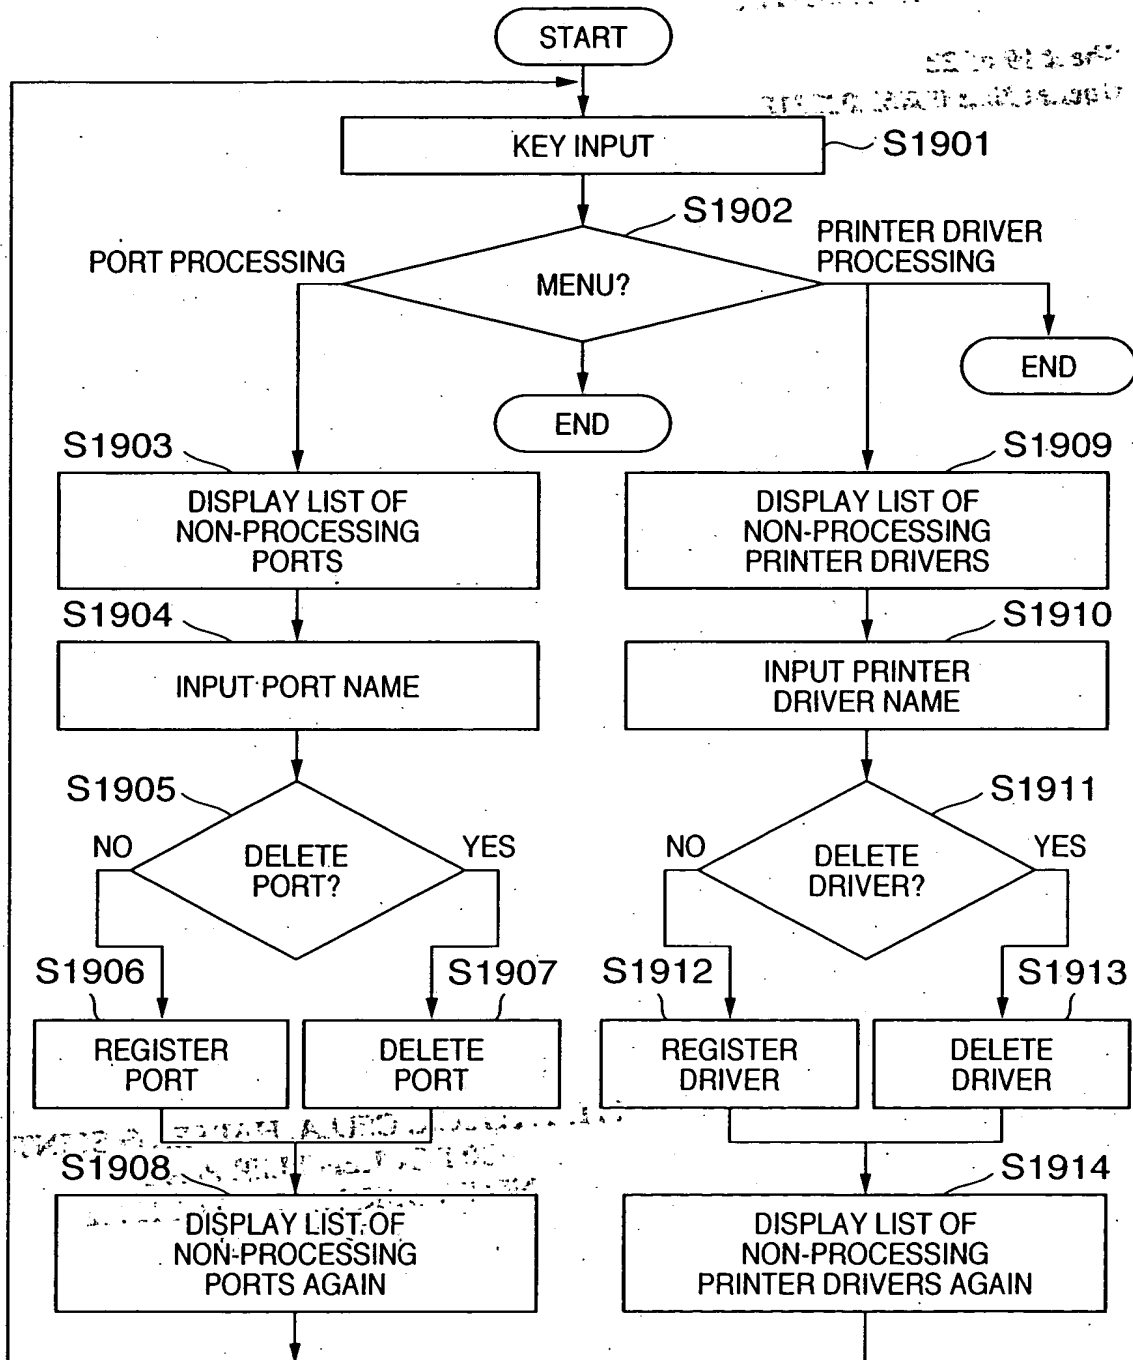 START
KEY INPUT
S1901
S1902
PORT PROCESSING
MENU?
PRINTER DRIVER
PROCESSING
END
END
S1903
DISPLAY LIST OF
NON-PROCESSING
PORTS
S1909
DISPLAY LIST OF
NON-PROCESSING
PRINTER DRIVERS
S1904
INPUT PORT NAME
S1910
INPUT PRINTER
DRIVER NAME
S1905
NO
DELETE
PORT?
YES
S1911
NO
DELETE
DRIVER?
YES
S1906
REGISTER
PORT
S1907
DELETE
PORT
S1912
REGISTER
DRIVER
S1913
DELETE
DRIVER
S1908
DISPLAY LIST OF
NON-PROCESSING
PORTS AGAIN
S1914
DISPLAY LIST OF
NON-PROCESSING
PRINTER DRIVERS AGAIN